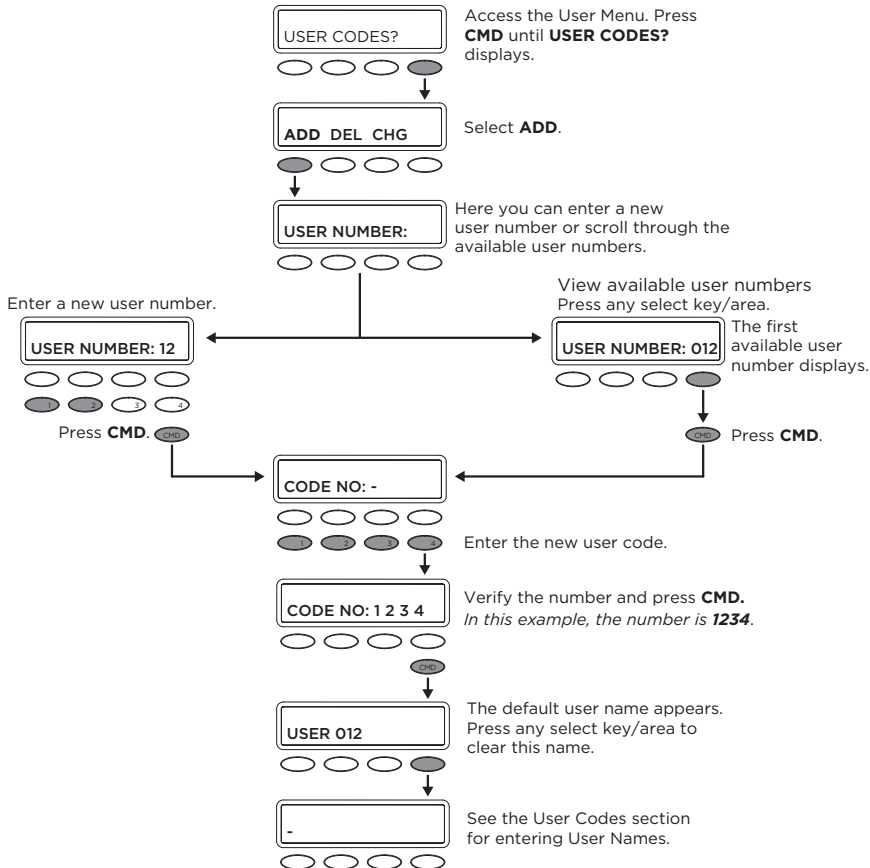 USER CODES?
Access the User Menu. Press
CMD until USER CODES?
displays.
ADD DEL CHG
Select ADD.
USER NUMBER:
Here you can enter a new
user number or scroll through the
available user numbers.
Enter a new user number.
USER NUMBER: 12
1 2 3 4
Press CMD. CMD
View available user numbers
Press any select key/area.
USER NUMBER: 012
The first
available user
number displays.
CMD Press CMD.
CODE NO: -
1 2 3 4
Enter the new user code.
CODE NO: 1 2 3 4
Verify the number and press CMD.
In this example, the number is 1234.
CMD
USER 012
The default user name appears.
Press any select key/area to
clear this name.
-
See the User Codes section
for entering User Names.